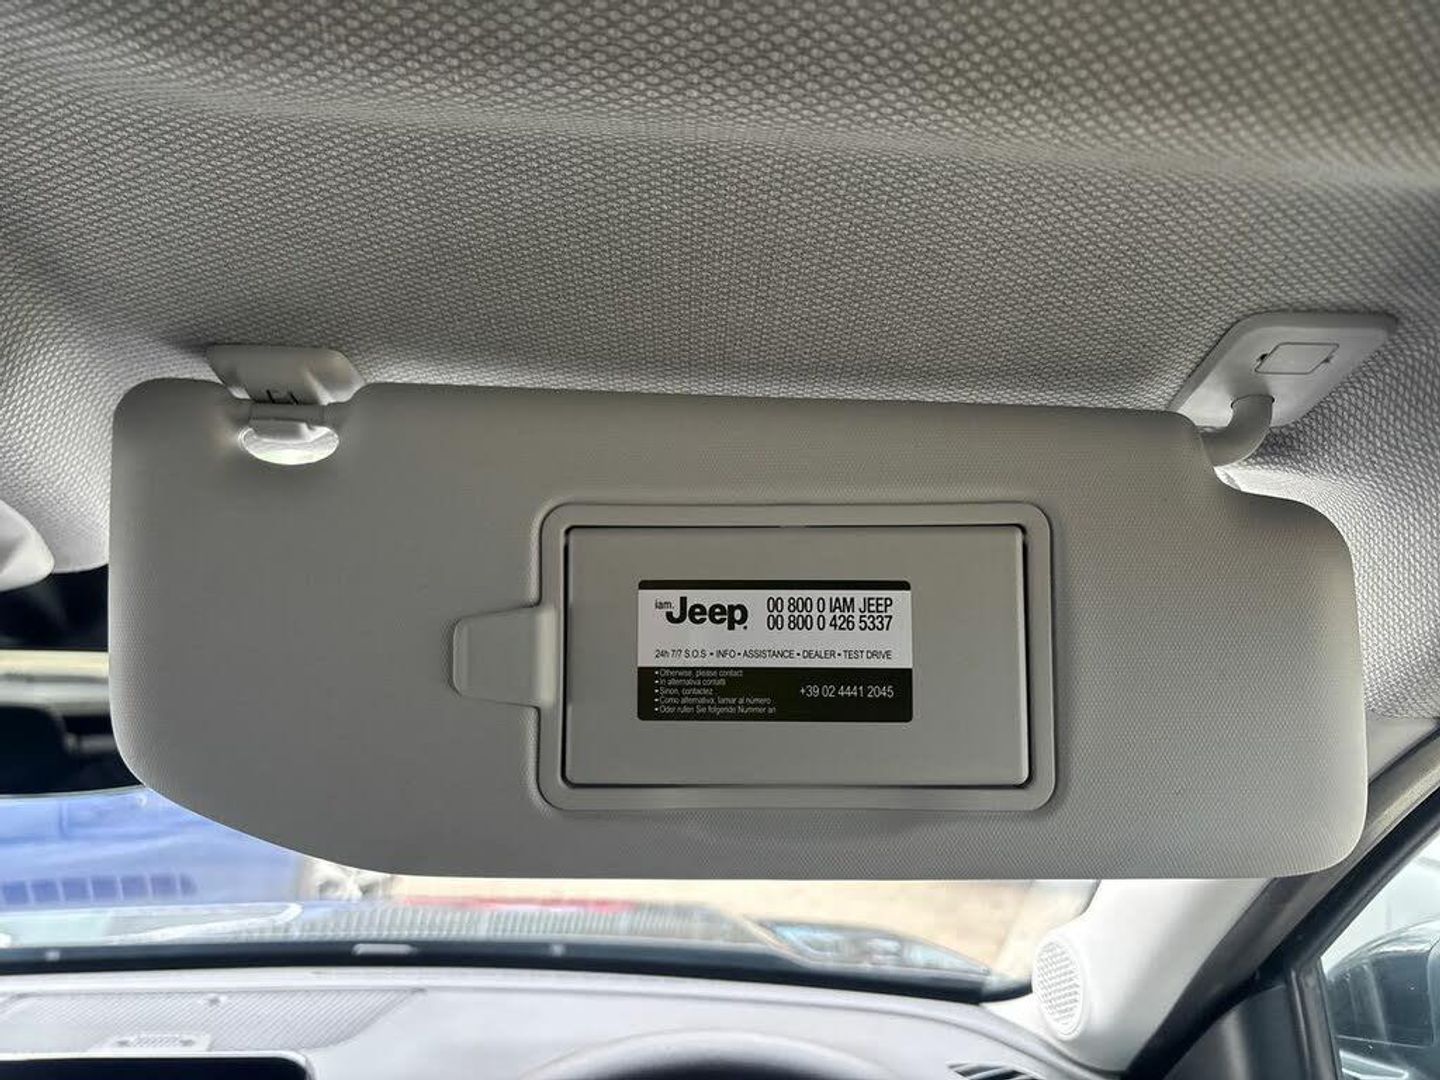 iam.
Jeep
00 800 0 IAM JEEP
00 800 0 426 5337
24h 7/7 S.O.S • INFO • ASSISTANCE • DEALER • TEST DRIVE
• Otherwise, please contact
• In alternativa contatti
• Sinon, contactez
• Como alternativa, lamar al número
• Oder rufen Sie folgende Nummer an
+39 02 4441 2045